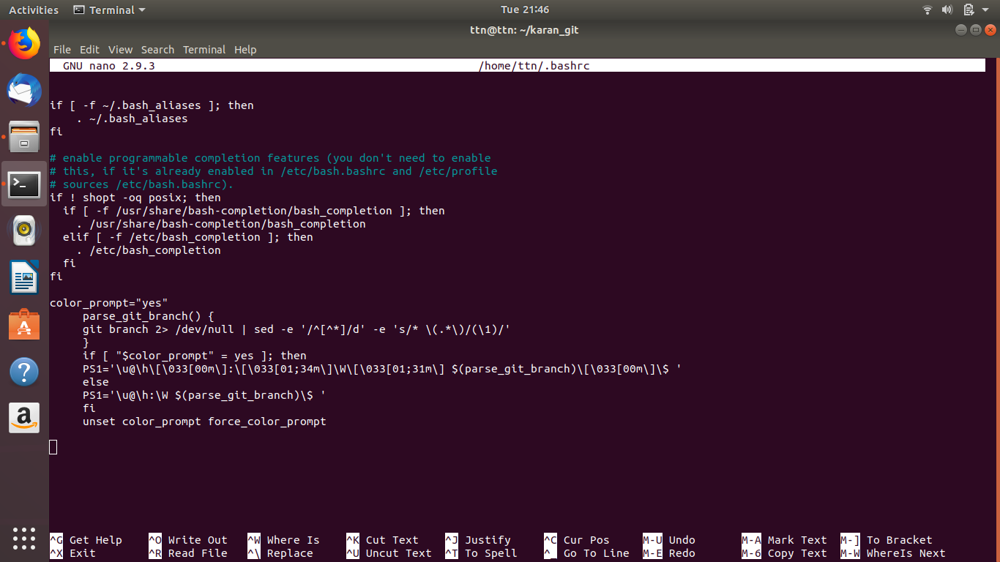 Activities Terminal Tue 21:46
ttn@ttn: ~/karan_git
File Edit View Search Terminal Help
GNU nano 2.9.3 /home/ttn/.bashrc
if [ -f ~/.bash_aliases ]; then
    . ~/.bash_aliases
fi
# enable programmable completion features (you don't need to enable
# this, if it's already enabled in /etc/bash.bashrc and /etc/profile
# sources /etc/bash.bashrc).
if ! shopt -oq posix; then
  if [ -f /usr/share/bash-completion/bash_completion ]; then
    . /usr/share/bash-completion/bash_completion
  elif [ -f /etc/bash_completion ]; then
    . /etc/bash_completion
  fi
fi
color_prompt="yes"
     parse_git_branch() {
     git branch 2> /dev/null | sed -e '/^[^*]/d' -e 's/* \(.*\)/(\1)/'
     }
     if [ "$color_prompt" = yes ]; then
     PS1='\u@\h\[\033[00m\]:\[\033[01;34m\]\W\[\033[01;31m\] $(parse_git_branch)\[\033[00m\]\$ '
     else
     PS1='\u@\h:\W $(parse_git_branch)\$ '
     fi
     unset color_prompt force_color_prompt
^G Get Help ^O Write Out ^W Where Is ^K Cut Text ^J Justify ^C Cur Pos M-U Undo M-A Mark Text M-] To Bracket
^X Exit ^R Read File ^\ Replace ^U Uncut Text ^T To Spell ^_ Go To Line M-E Redo M-6 Copy Text M-W WhereIs Next